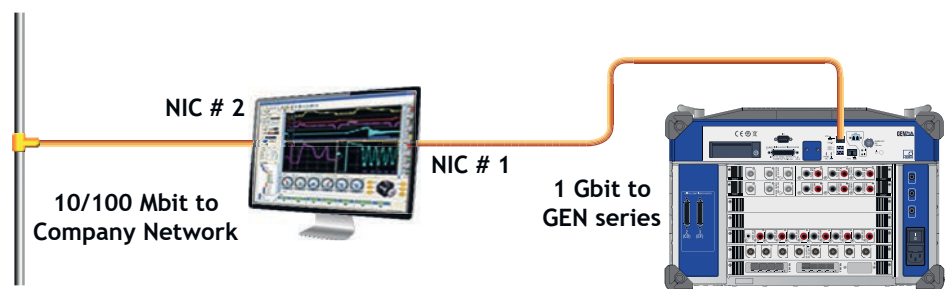 NIC # 2
NIC # 1
10/100 Mbit to
Company Network
1 Gbit to
GEN series